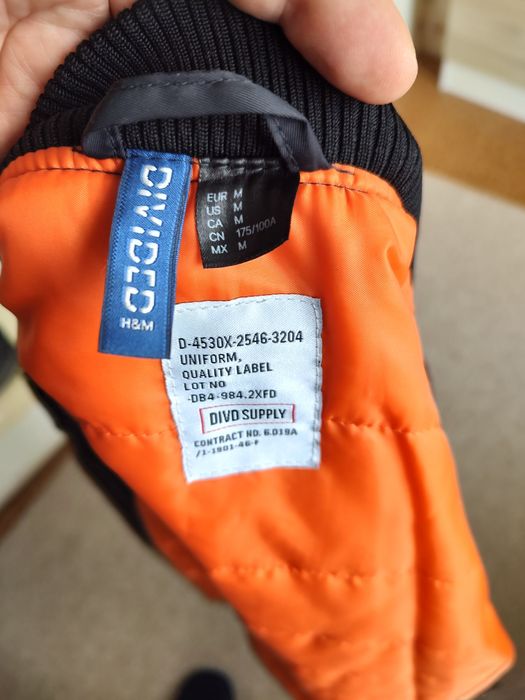 DIVIDED
H&M
EUR M
US M
CA M
CN 175/100A
MX M
D-4530X-2546-3204
UNIFORM,
QUALITY LABEL
LOT NO
-DB4-984.2XFD
DIVD SUPPLY
CONTRACT NO. 6.019A
/1-1901-46-F